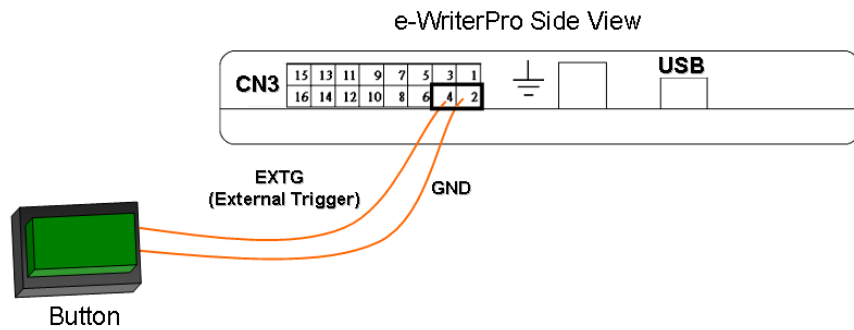 e-WriterPro Side View
CN3
15 13 11 9 7 5 3 1
16 14 12 10 8 6 4 2
USB
EXTG
(External Trigger)
GND
Button